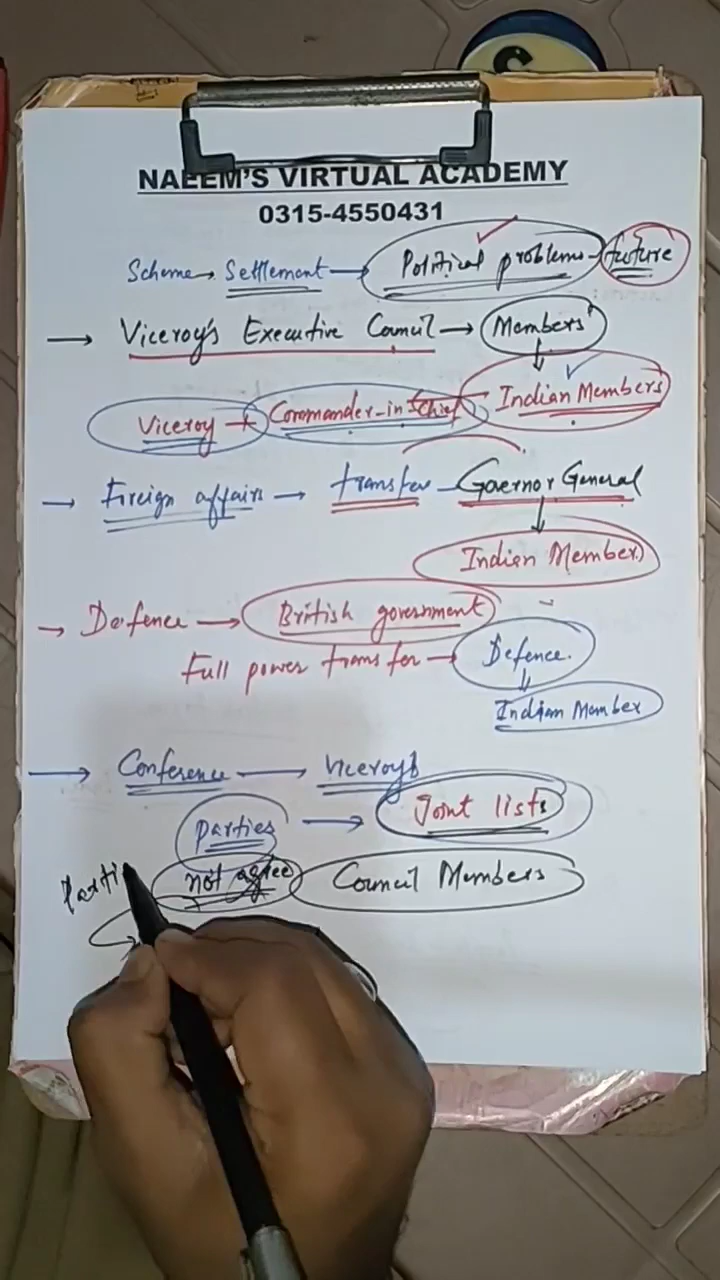 NAEEM'S VIRTUAL ACADEMY
0315-4550431
Scheme → Settlement → Political problems - future
→ Viceroy's Executive Council → Members
Viceroy + Commander-in-Chief Indian Members
→ Foreign affairs → transfer - Governor General
Indian Member
→ Defence → British government
Full power transfer → Defence.
Indian Member
→ Conference → Viceroy
Parties → Joint lists
Parti not agree Council Members